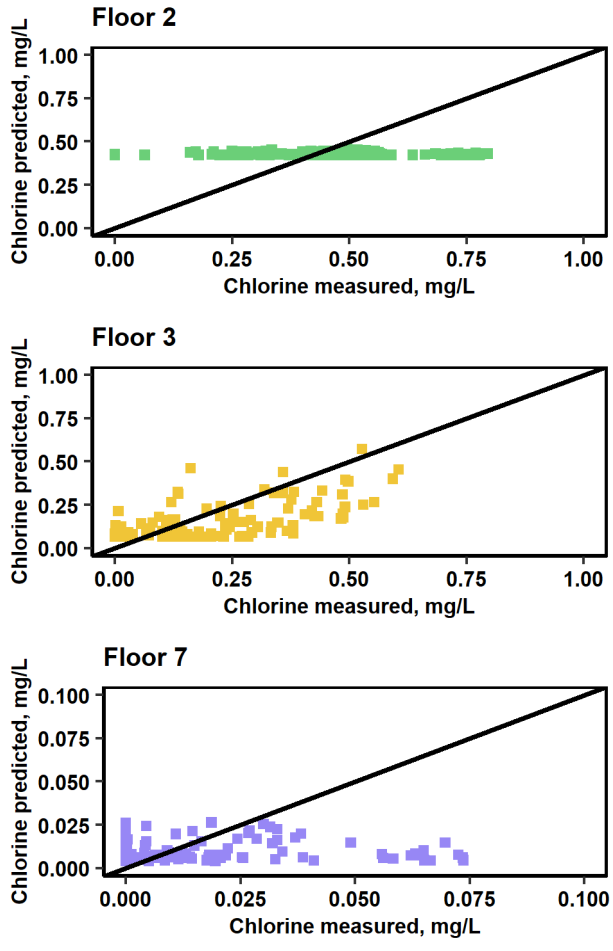 Floor 2
Chlorine predicted, mg/L
1.00
0.75
0.50
0.25
0.00
0.00 0.25 0.50 0.75 1.00
Chlorine measured, mg/L
Floor 3
Chlorine predicted, mg/L
1.00
0.75
0.50
0.25
0.00
0.00 0.25 0.50 0.75 1.00
Chlorine measured, mg/L
Floor 7
Chlorine predicted, mg/L
0.100
0.075
0.050
0.025
0.000
0.000 0.025 0.050 0.075 0.100
Chlorine measured, mg/L